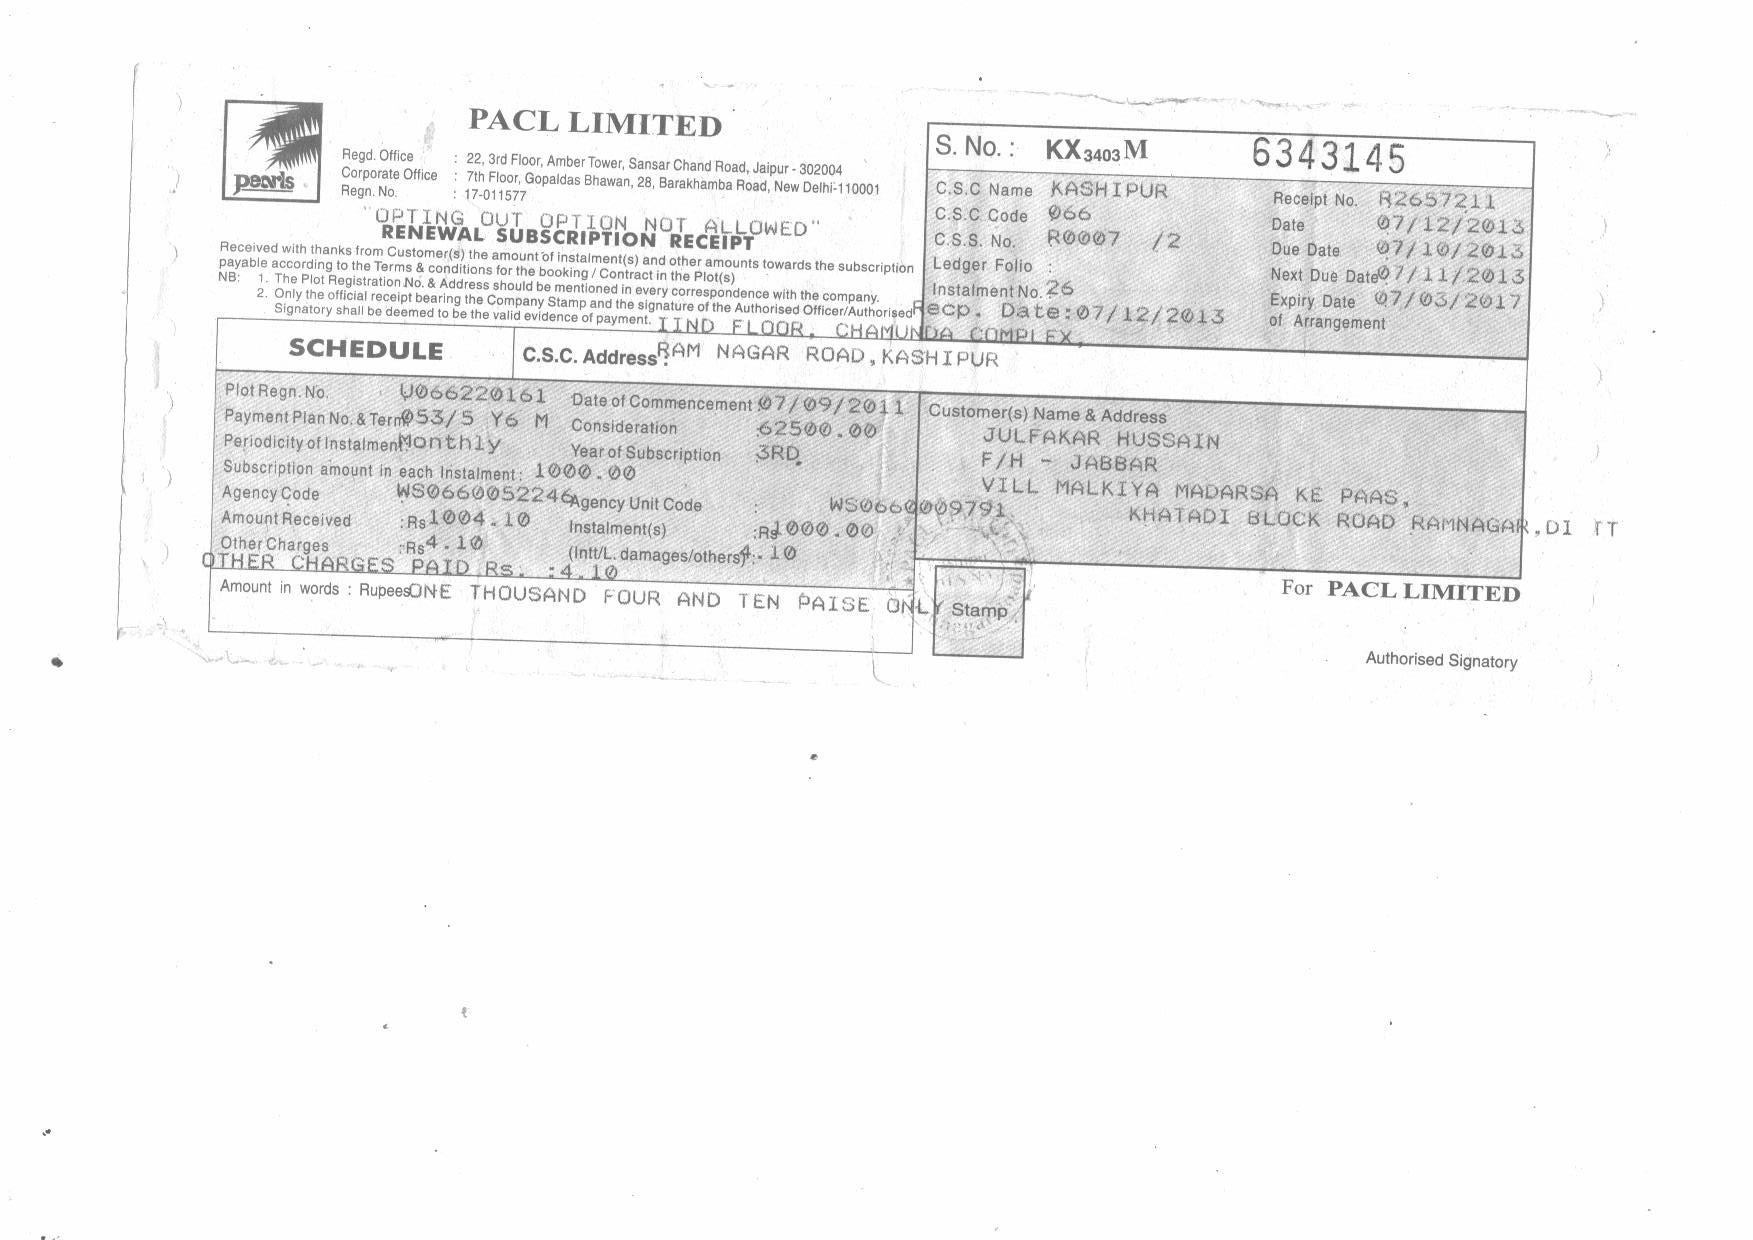 PACL LIMITED
pearls
Regd. Office : 22, 3rd Floor, Amber Tower, Sansar Chand Road, Jaipur - 302004
Corporate Office : 7th Floor, Gopaldas Bhawan, 28, Barakhamba Road, New Delhi-110001
Regn. No. : 17-011577
"OPTING OUT OPTION NOT ALLOWED"
RENEWAL SUBSCRIPTION RECEIPT
Received with thanks from Customer(s) the amount of instalment(s) and other amounts towards the subscription
payable according to the Terms & conditions for the booking / Contract in the Plot(s)
NB: 1. The Plot Registration No. & Address should be mentioned in every correspondence with the company.
2. Only the official receipt bearing the Company Stamp and the signature of the Authorised Officer/Authorised
Signatory shall be deemed to be the valid evidence of payment.
S. No. : KX3403M 6343145
C.S.C Name KASHIPUR
C.S.C. Code 066
C.S.S. No. R0007 /2
Ledger Folio :
Instalment No. 26
Recp. Date:07/12/2013
Receipt No. R2657211
Date 07/12/2013
Due Date 07/10/2013
Next Due Date 07/11/2013
Expiry Date 07/03/2017
of Arrangement
SCHEDULE
C.S.C. Address : IIND FLOOR, CHAMUNDA COMPLEX,
RAM NAGAR ROAD,KASHIPUR
Plot Regn. No. U066220161 Date of Commencement 07/09/2011
Payment Plan No. & Term 053/5 Y6 M Consideration :62500.00
Periodicity of Instalment Monthly Year of Subscription 3RD
Subscription amount in each Instalment : 1000.00
Agency Code WS0660052246 Agency Unit Code : WS0660009791
Amount Received :Rs 1004.10 Instalment(s) :Rs 1000.00
Other Charges :Rs 4.10 (Intt/L. damages/others) 4.10
OTHER CHARGES PAID Rs. :4.10
Amount in words : Rupees ONE THOUSAND FOUR AND TEN PAISE ONLY
Customer(s) Name & Address
JULFAKAR HUSSAIN
F/H - JABBAR
VILL MALKIYA MADARSA KE PAAS,
KHATADI BLOCK ROAD RAMNAGAR,DI TT
Stamp
For PACL LIMITED
Authorised Signatory